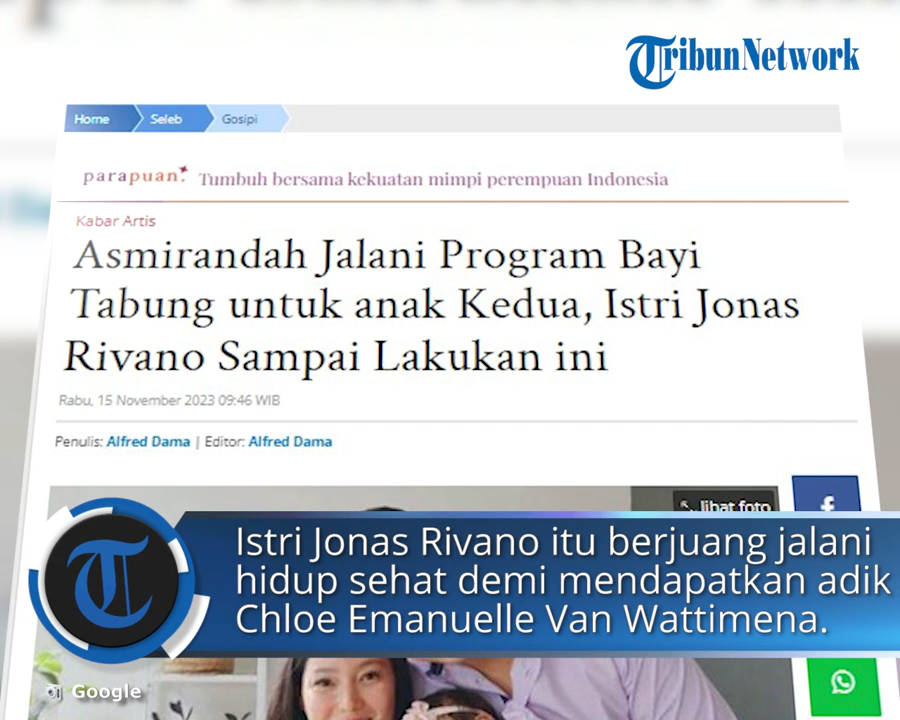 TribunNetwork
Home Seleb Gosipi
parapuan. Tumbuh bersama kekuatan mimpi perempuan Indonesia
Kabar Artis
Asmirandah Jalani Program Bayi
Tabung untuk anak Kedua, Istri Jonas
Rivano Sampai Lakukan ini
Rabu, 15 November 2023 09:46 WIB
Penulis: Alfred Dama | Editor: Alfred Dama
lihat foto
f
T
Istri Jonas Rivano itu berjuang jalani
hidup sehat demi mendapatkan adik
Chloe Emanuelle Van Wattimena.
Google